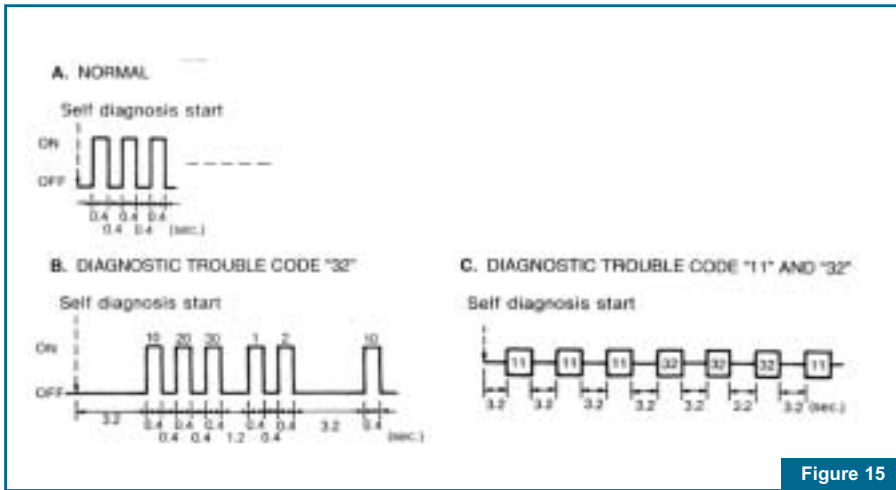 A. NORMAL
Self diagnosis start
ON
OFF
0.4 0.4 0.4
0.4 0.4 (sec.)
B. DIAGNOSTIC TROUBLE CODE "32"
Self diagnosis start
10 20 30 1 2 10
ON
OFF
3.2 0.4 0.4 0.4 0.4 0.4 3.2 0.4
0.4 0.4 1.2 0.4 (sec.)
C. DIAGNOSTIC TROUBLE CODE "11" AND "32"
Self diagnosis start
11 11 11 32 32 32 11
3.2 3.2 3.2 3.2 3.2 3.2 3.2 (sec.)
Figure 15